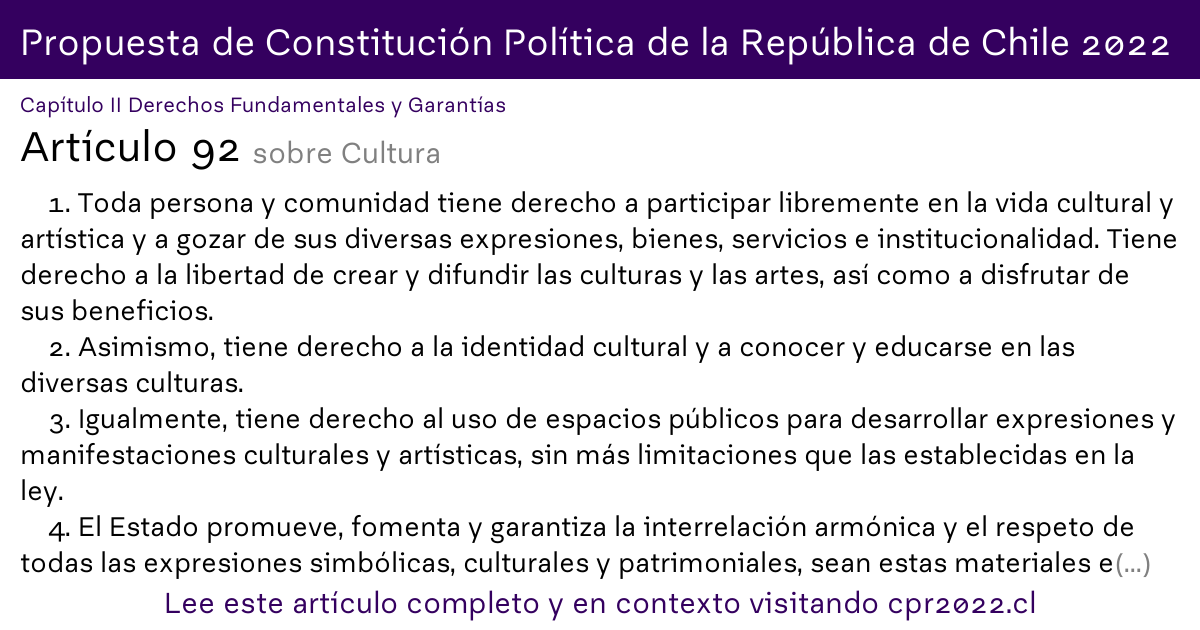 Propuesta de Constitución Política de la República de Chile 2022
Capítulo II Derechos Fundamentales y Garantías
Artículo 92 sobre Cultura
1. Toda persona y comunidad tiene derecho a participar libremente en la vida cultural y
artística y a gozar de sus diversas expresiones, bienes, servicios e institucionalidad. Tiene
derecho a la libertad de crear y difundir las culturas y las artes, así como a disfrutar de
sus beneficios.
2. Asimismo, tiene derecho a la identidad cultural y a conocer y educarse en las
diversas culturas.
3. Igualmente, tiene derecho al uso de espacios públicos para desarrollar expresiones y
manifestaciones culturales y artísticas, sin más limitaciones que las establecidas en la
ley.
4. El Estado promueve, fomenta y garantiza la interrelación armónica y el respeto de
todas las expresiones simbólicas, culturales y patrimoniales, sean estas materiales e(...)
Lee este artículo completo y en contexto visitando cpr2022.cl